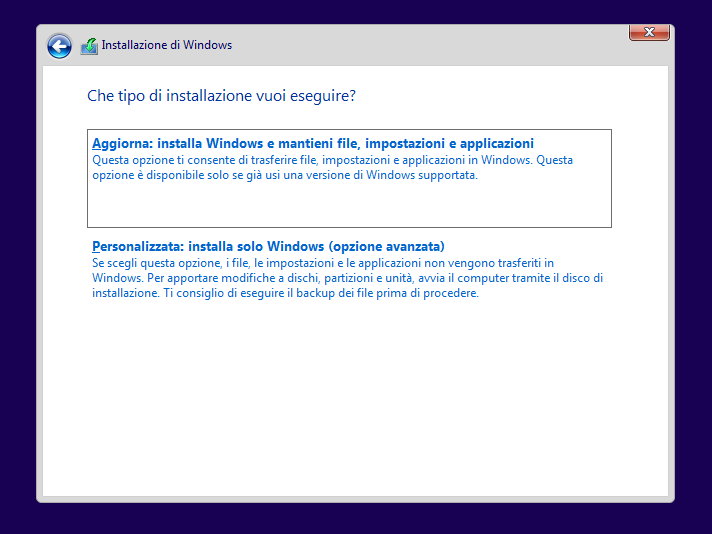 Installazione di Windows
Che tipo di installazione vuoi eseguire?
Aggiorna: installa Windows e mantieni file, impostazioni e applicazioni
Questa opzione ti consente di trasferire file, impostazioni e applicazioni in Windows. Questa
opzione è disponibile solo se già usi una versione di Windows supportata.
Personalizzata: installa solo Windows (opzione avanzata)
Se scegli questa opzione, i file, le impostazioni e le applicazioni non vengono trasferiti in
Windows. Per apportare modifiche a dischi, partizioni e unità, avvia il computer tramite il disco di
installazione. Ti consiglio di eseguire il backup dei file prima di procedere.